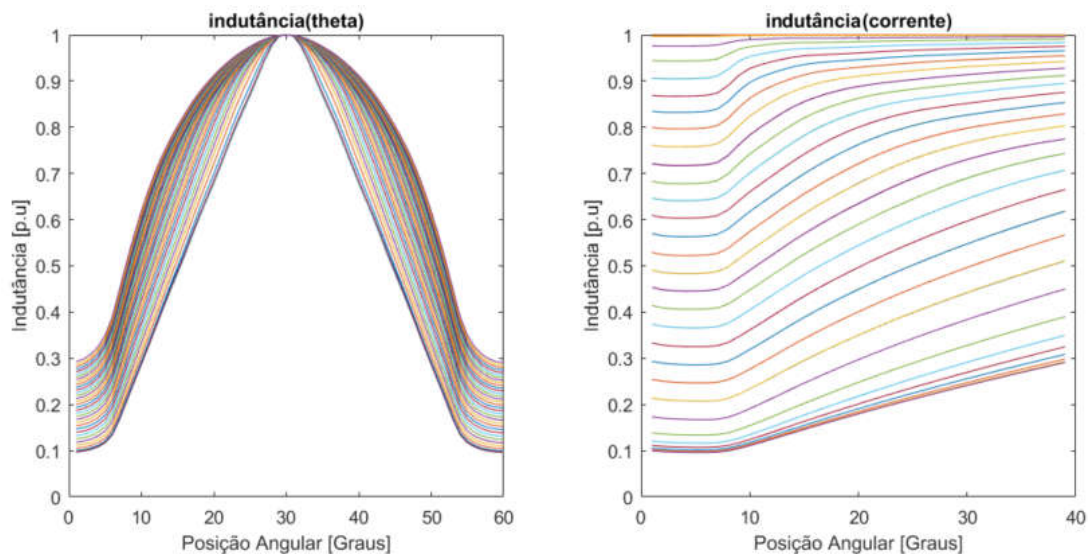 indutância(theta)
Indutância [p.u]
1
0.9
0.8
0.7
0.6
0.5
0.4
0.3
0.2
0.1
0
0 10 20 30 40 50 60
Posição Angular [Graus]
indutância(corrente)
Indutância [p.u]
1
0.9
0.8
0.7
0.6
0.5
0.4
0.3
0.2
0.1
0
0 10 20 30 40
Posição Angular [Graus]